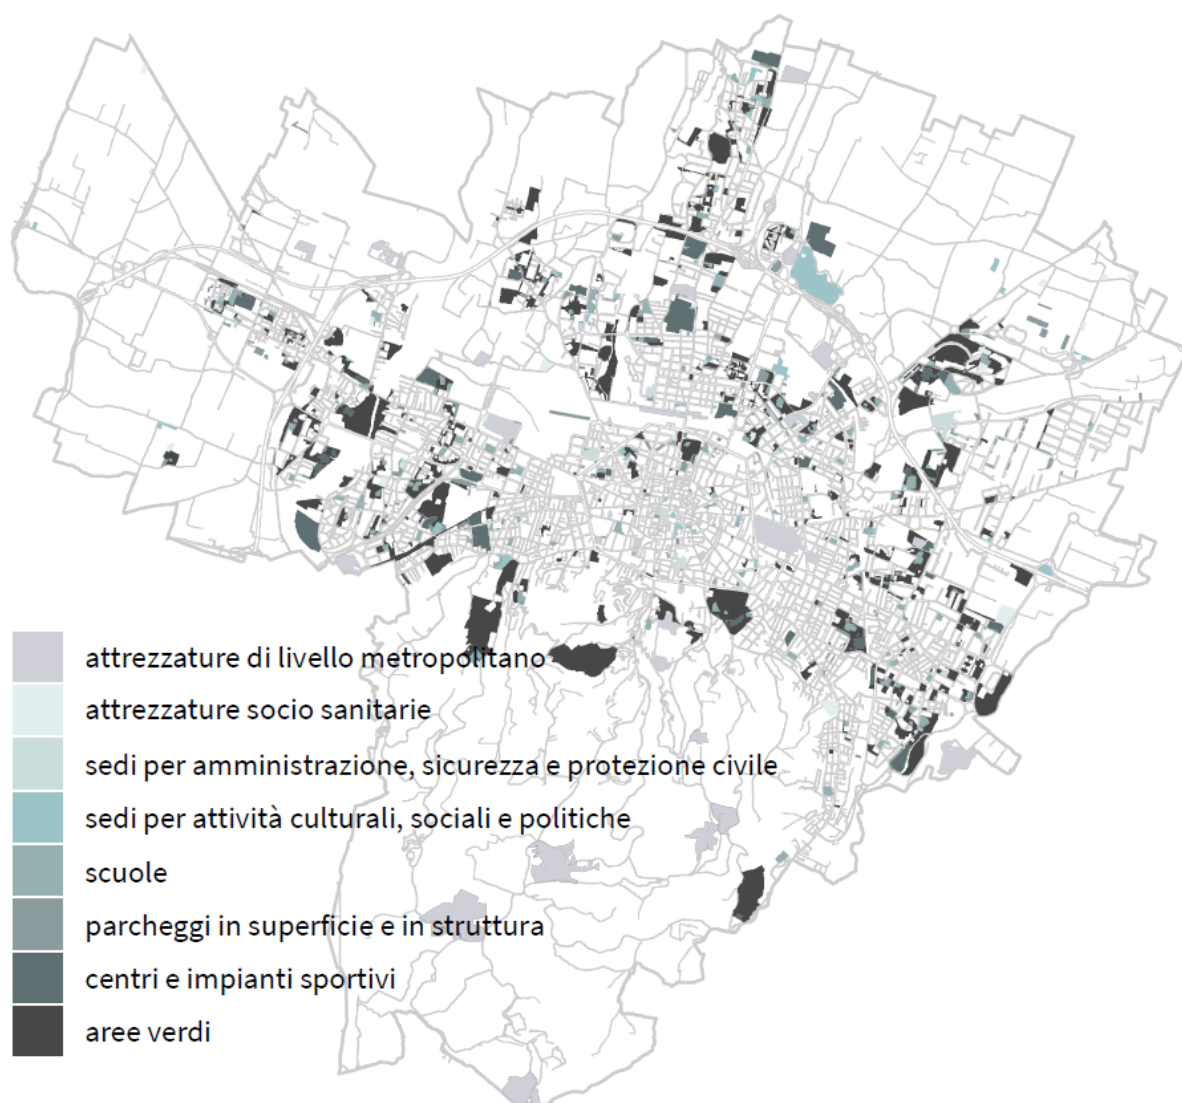 attrezzature di livello metropolitano
attrezzature socio sanitarie
sedi per amministrazione, sicurezza e protezione civile
sedi per attività culturali, sociali e politiche
scuole
parcheggi in superficie e in struttura
centri e impianti sportivi
aree verdi